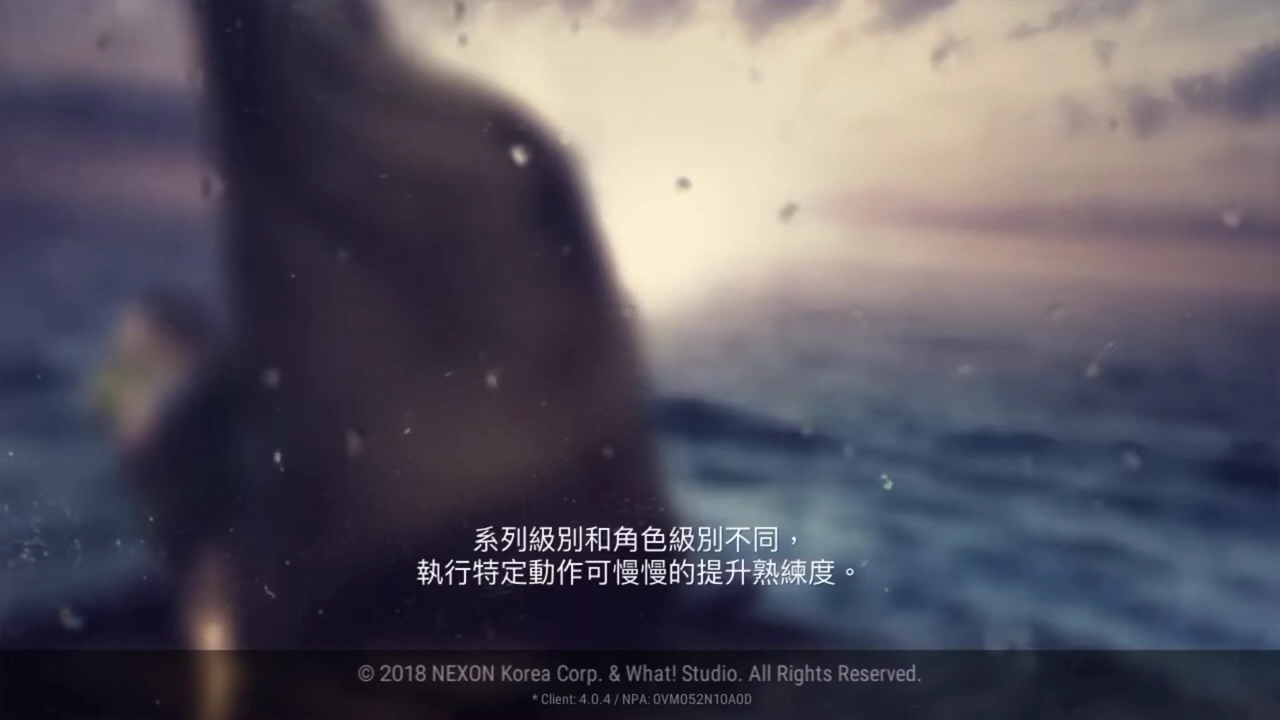 系列級別和角色級別不同，
執行特定動作可慢慢的提升熟練度。
© 2018 NEXON Korea Corp. & What! Studio. All Rights Reserved.
* Client: 4.0.4 / NPA: 0VM052N10A0D